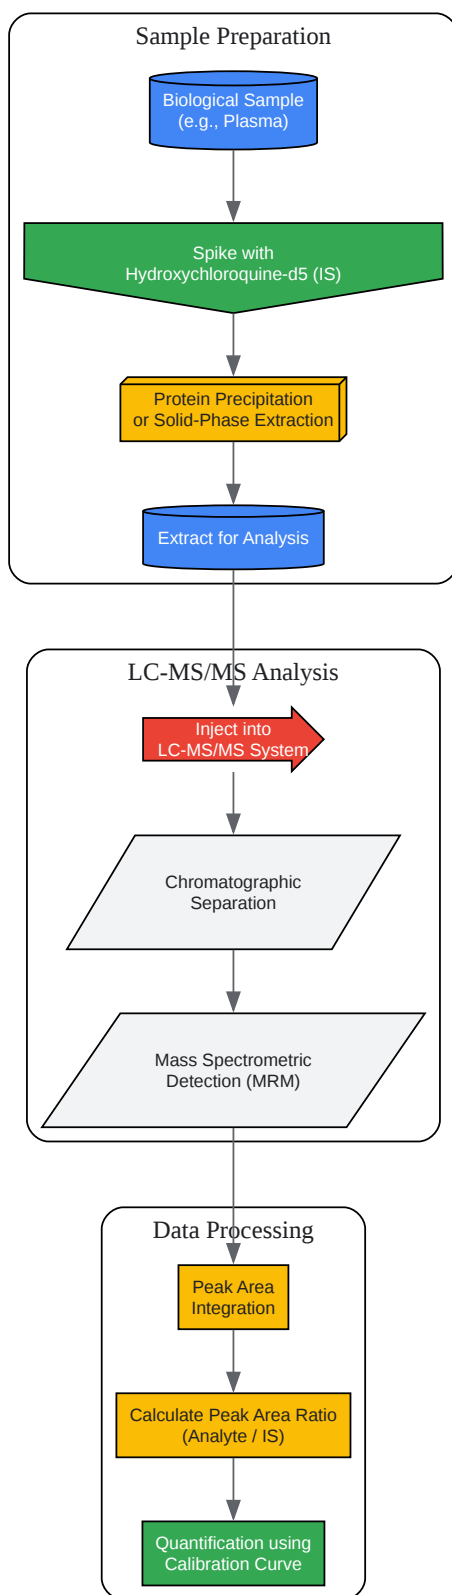 Sample Preparation
Biological Sample
(e.g., Plasma)
Spike with
Hydroxychloroquine-d5 (IS)
Protein Precipitation
or Solid-Phase Extraction
Extract for Analysis
LC-MS/MS Analysis
Inject into
LC-MS/MS System
Chromatographic
Separation
Mass Spectrometric
Detection (MRM)
Data Processing
Peak Area
Integration
Calculate Peak Area Ratio
(Analyte / IS)
Quantification using
Calibration Curve